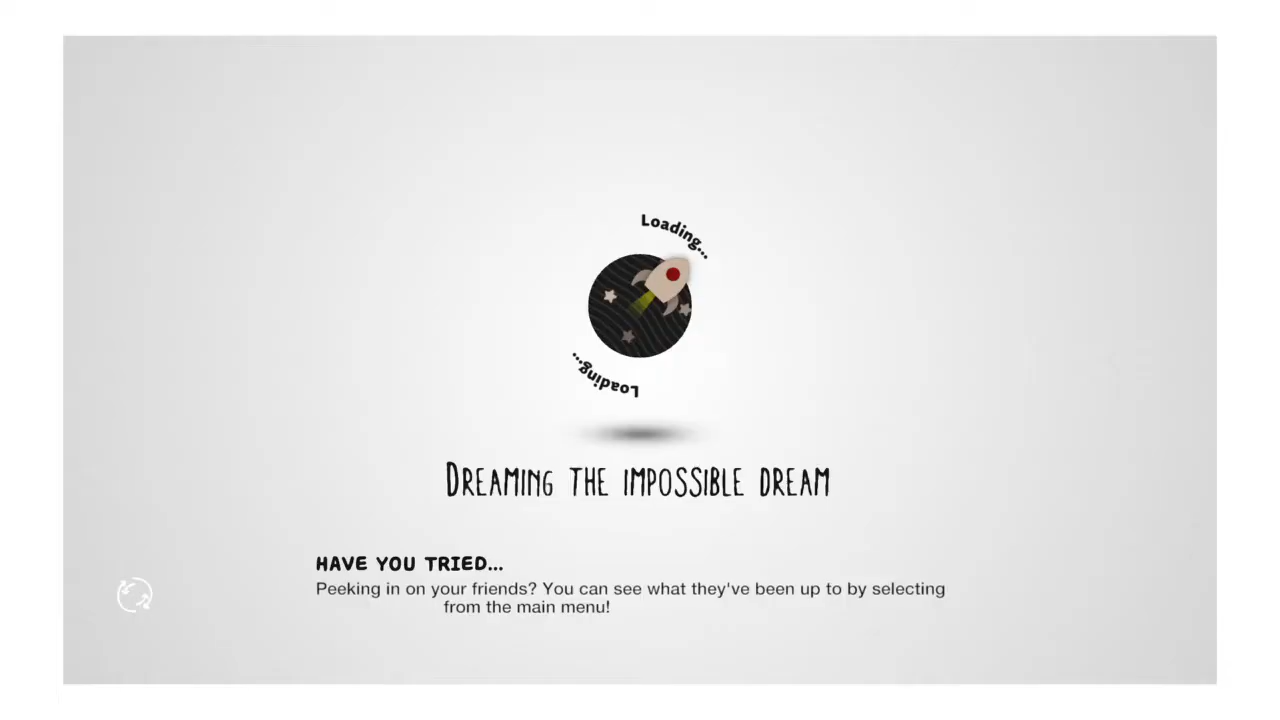 Loading...
Loading...
Dreaming the impossible dream
HAVE YOU TRIED...
Peeking in on your friends? You can see what they've been up to by selecting
from the main menu!